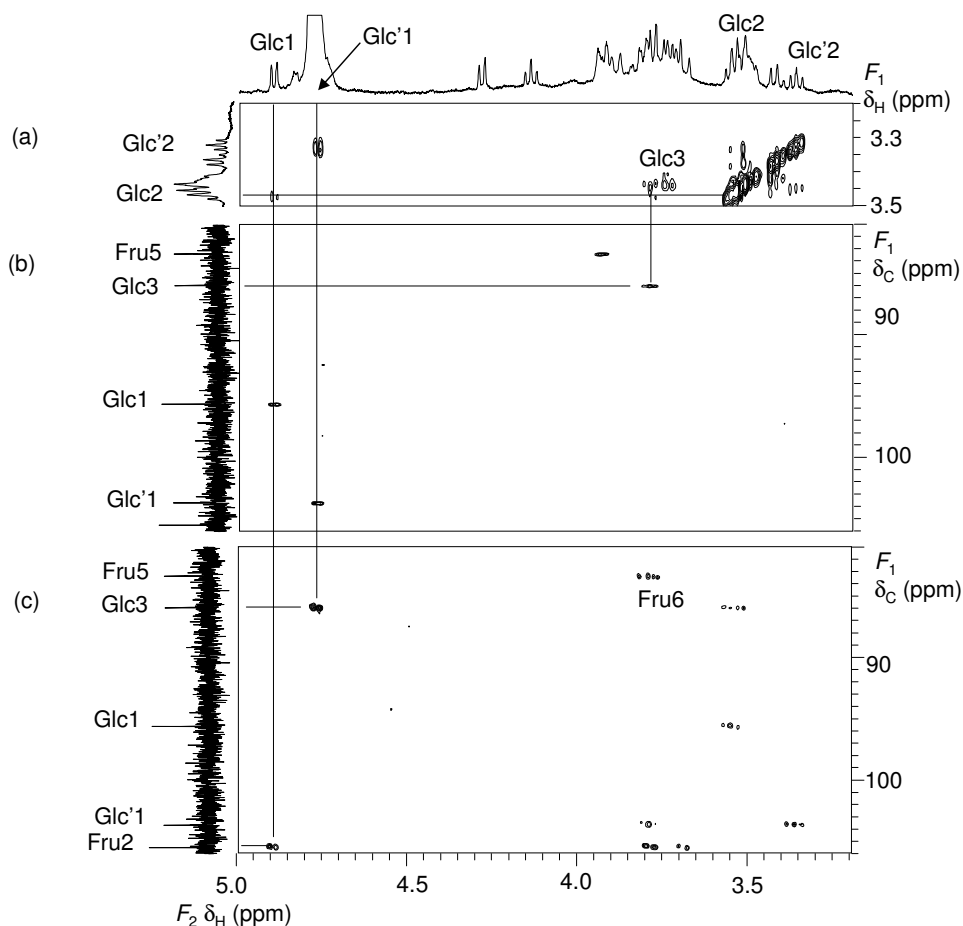 Glc1
Glc'1
Glc2
Glc'2
F1
δH (ppm)
(a)
Glc'2
Glc2
Glc3
3.3
3.5
(b)
Fru5
Glc3
Glc1
Glc'1
F1
δC (ppm)
90
100
(c)
Fru5
Glc3
Glc1
Glc'1
Fru2
Fru6
F1
δC (ppm)
90
100
5.0
4.5
4.0
3.5
F2 δH (ppm)